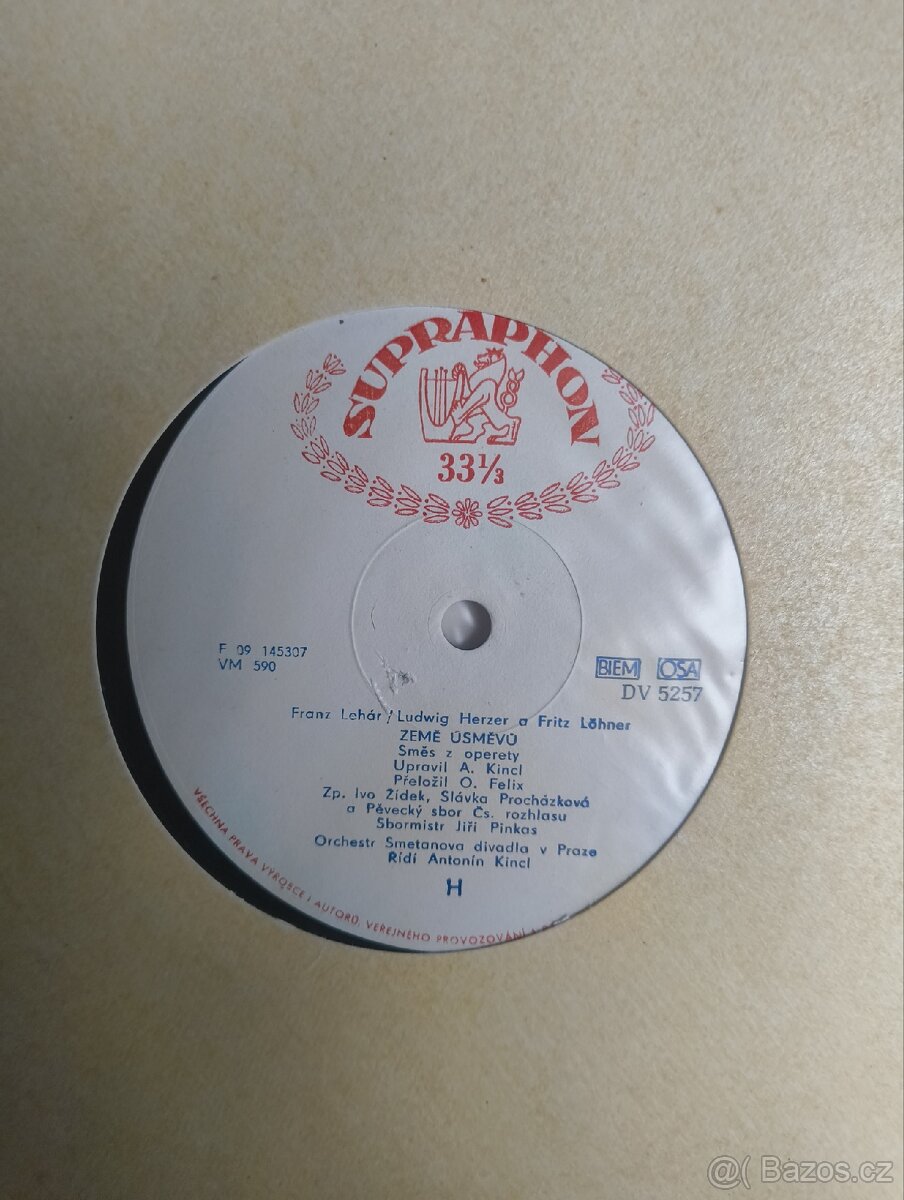 SUPRAPHON
33⅓
F 09 145307
VM 590
BIEM OSA
DV 5257
Franz Lehár / Ludwig Herzer a Fritz Löhner
ZEMĚ ÚSMĚVŮ
Směs z operety
Upravil A. Kincl
Přeložil O. Felix
Zp. Ivo Žídek, Slávka Procházková
a Pěvecký sbor Čs. rozhlasu
Sbormistr Jiří Pinkas
Orchestr Smetanova divadla v Praze
Řídí Antonín Kincl
H
VŠECHNA PRÁVA VÝROBCE I AUTORŮ, VEŘEJNÉHO PROVOZOVÁNÍ
@( Bazos.cz